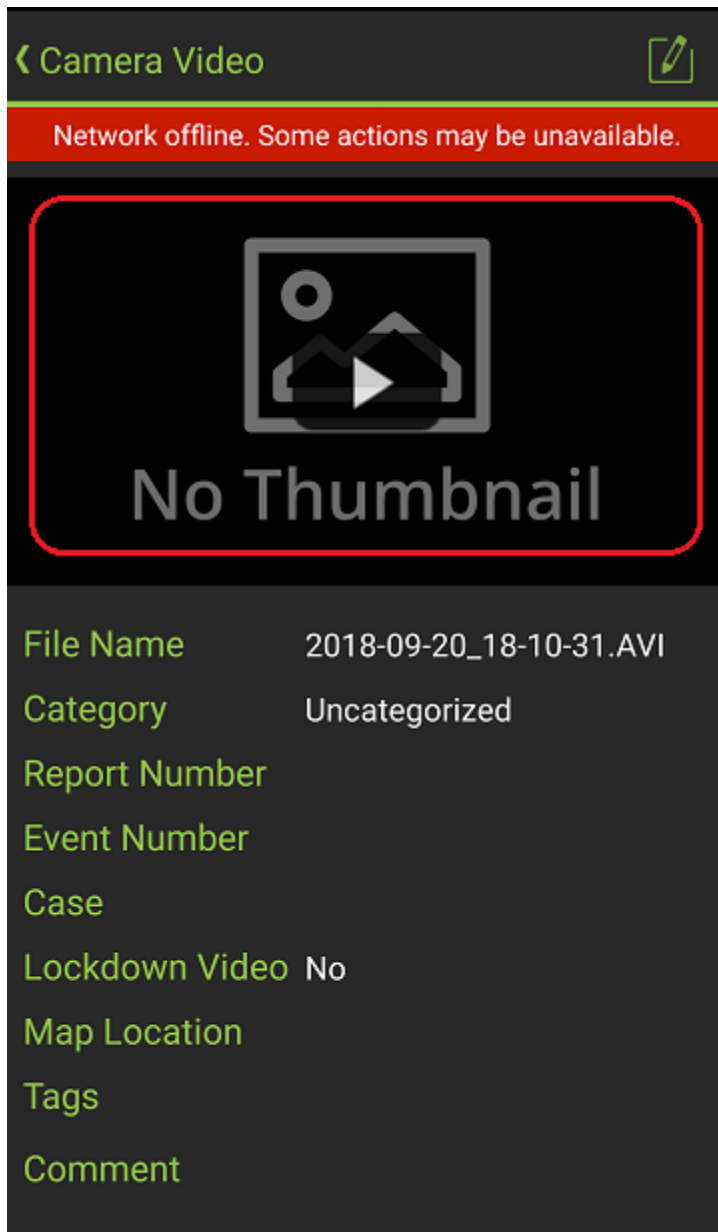 Camera Video
Network offline. Some actions may be unavailable.
No Thumbnail
File Name 2018-09-20_18-10-31.AVI
Category Uncategorized
Report Number
Event Number
Case
Lockdown Video No
Map Location
Tags
Comment